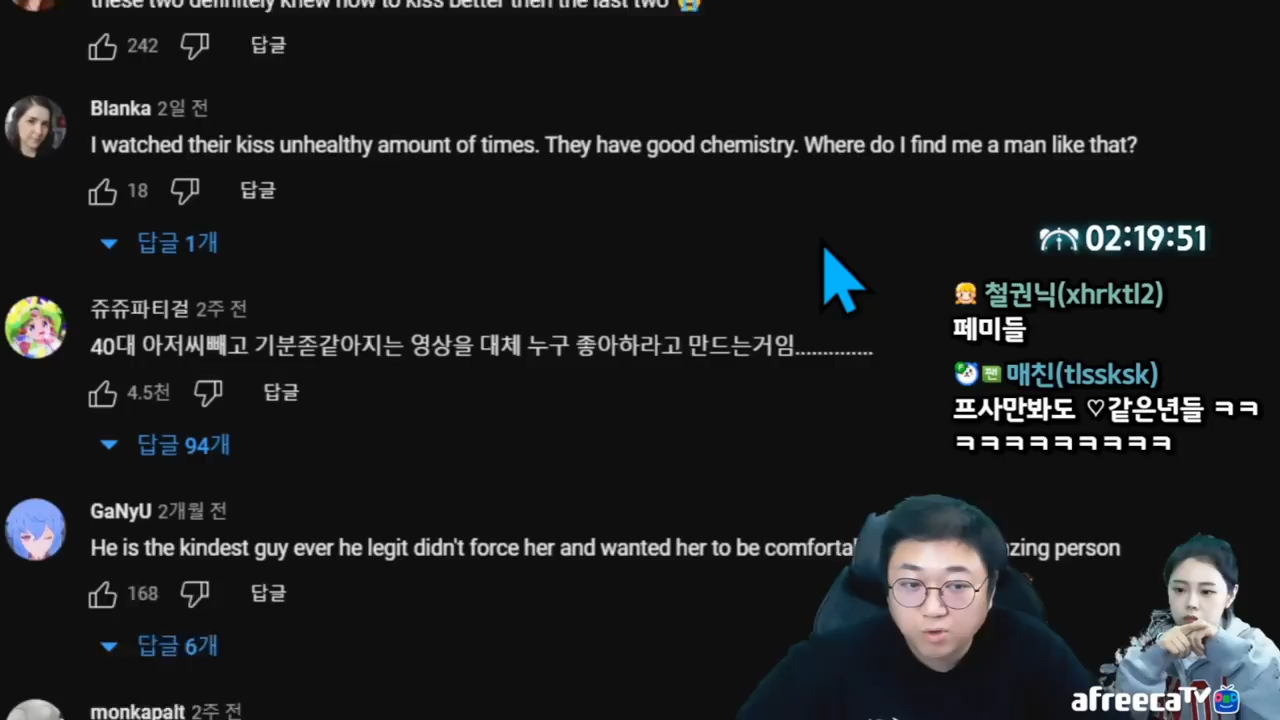 these two definitely knew how to kiss better then the last two 😭
242
답글
Blanka 2일 전
I watched their kiss unhealthy amount of times. They have good chemistry. Where do I find me a man like that?
18
답글
답글 1개
02:19:51
철권닉(xhrktl2)
페미들
쥬쥬파티걸 2주 전
40대 아저씨빼고 기분존같아지는 영상을 대체 누구 좋아하라고 만드는거임..............
4.5천
답글
답글 94개
팬 매친(tlssksk)
프사만봐도 ♡같은년들 ㅋㅋ
ㅋㅋㅋㅋㅋㅋㅋㅋㅋ
GaNyU 2개월 전
He is the kindest guy ever he legit didn't force her and wanted her to be
person
168
답글
답글 6개
monkapalt 2주 전
afreecaTV